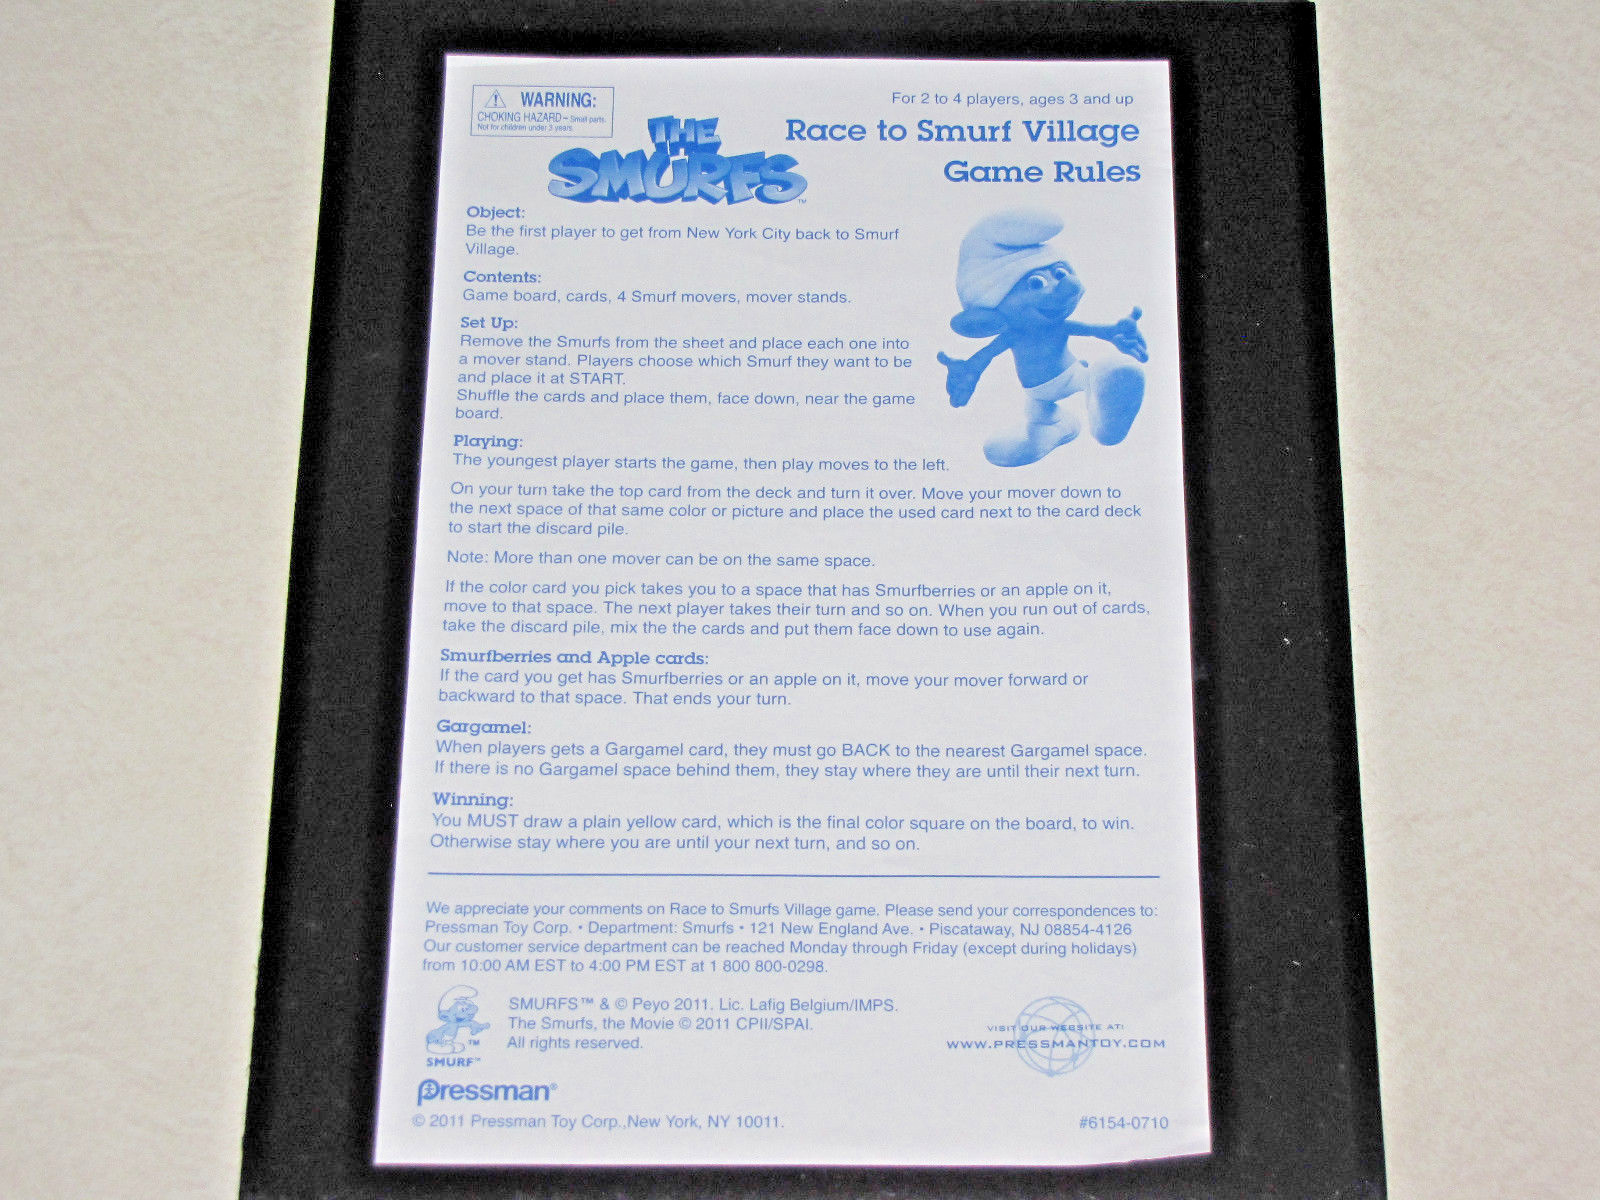 WARNING:
CHOKING HAZARD – Small parts.
Not for children under 3 years.
For 2 to 4 players, ages 3 and up
THE
SMURFS™
Race to Smurf Village
Game Rules
Object:
Be the first player to get from New York City back to Smurf
Village.
Contents:
Game board, cards, 4 Smurf movers, mover stands.
Set Up:
Remove the Smurfs from the sheet and place each one into
a mover stand. Players choose which Smurf they want to be
and place it at START.
Shuffle the cards and place them, face down, near the game
board.
Playing:
The youngest player starts the game, then play moves to the left.
On your turn take the top card from the deck and turn it over. Move your mover down to
the next space of that same color or picture and place the used card next to the card deck
to start the discard pile.
Note: More than one mover can be on the same space.
If the color card you pick takes you to a space that has Smurfberries or an apple on it,
move to that space. The next player takes their turn and so on. When you run out of cards,
take the discard pile, mix the the cards and put them face down to use again.
Smurfberries and Apple cards:
If the card you get has Smurfberries or an apple on it, move your mover forward or
backward to that space. That ends your turn.
Gargamel:
When players gets a Gargamel card, they must go BACK to the nearest Gargamel space.
If there is no Gargamel space behind them, they stay where they are until their next turn.
Winning:
You MUST draw a plain yellow card, which is the final color square on the board, to win.
Otherwise stay where you are until your next turn, and so on.
We appreciate your comments on Race to Smurfs Village game. Please send your correspondences to:
Pressman Toy Corp. • Department: Smurfs • 121 New England Ave. • Piscataway, NJ 08854-4126
Our customer service department can be reached Monday through Friday (except during holidays)
from 10:00 AM EST to 4:00 PM EST at 1 800 800-0298.
SMURFS™ & © Peyo 2011. Lic. Lafig Belgium/IMPS.
The Smurfs, the Movie © 2011 CPII/SPAI.
All rights reserved.
TM
SMURF™
VISIT OUR WEBSITE AT:
WWW.PRESSMANTOY.COM
Pressman®
© 2011 Pressman Toy Corp.,New York, NY 10011.
#6154-0710